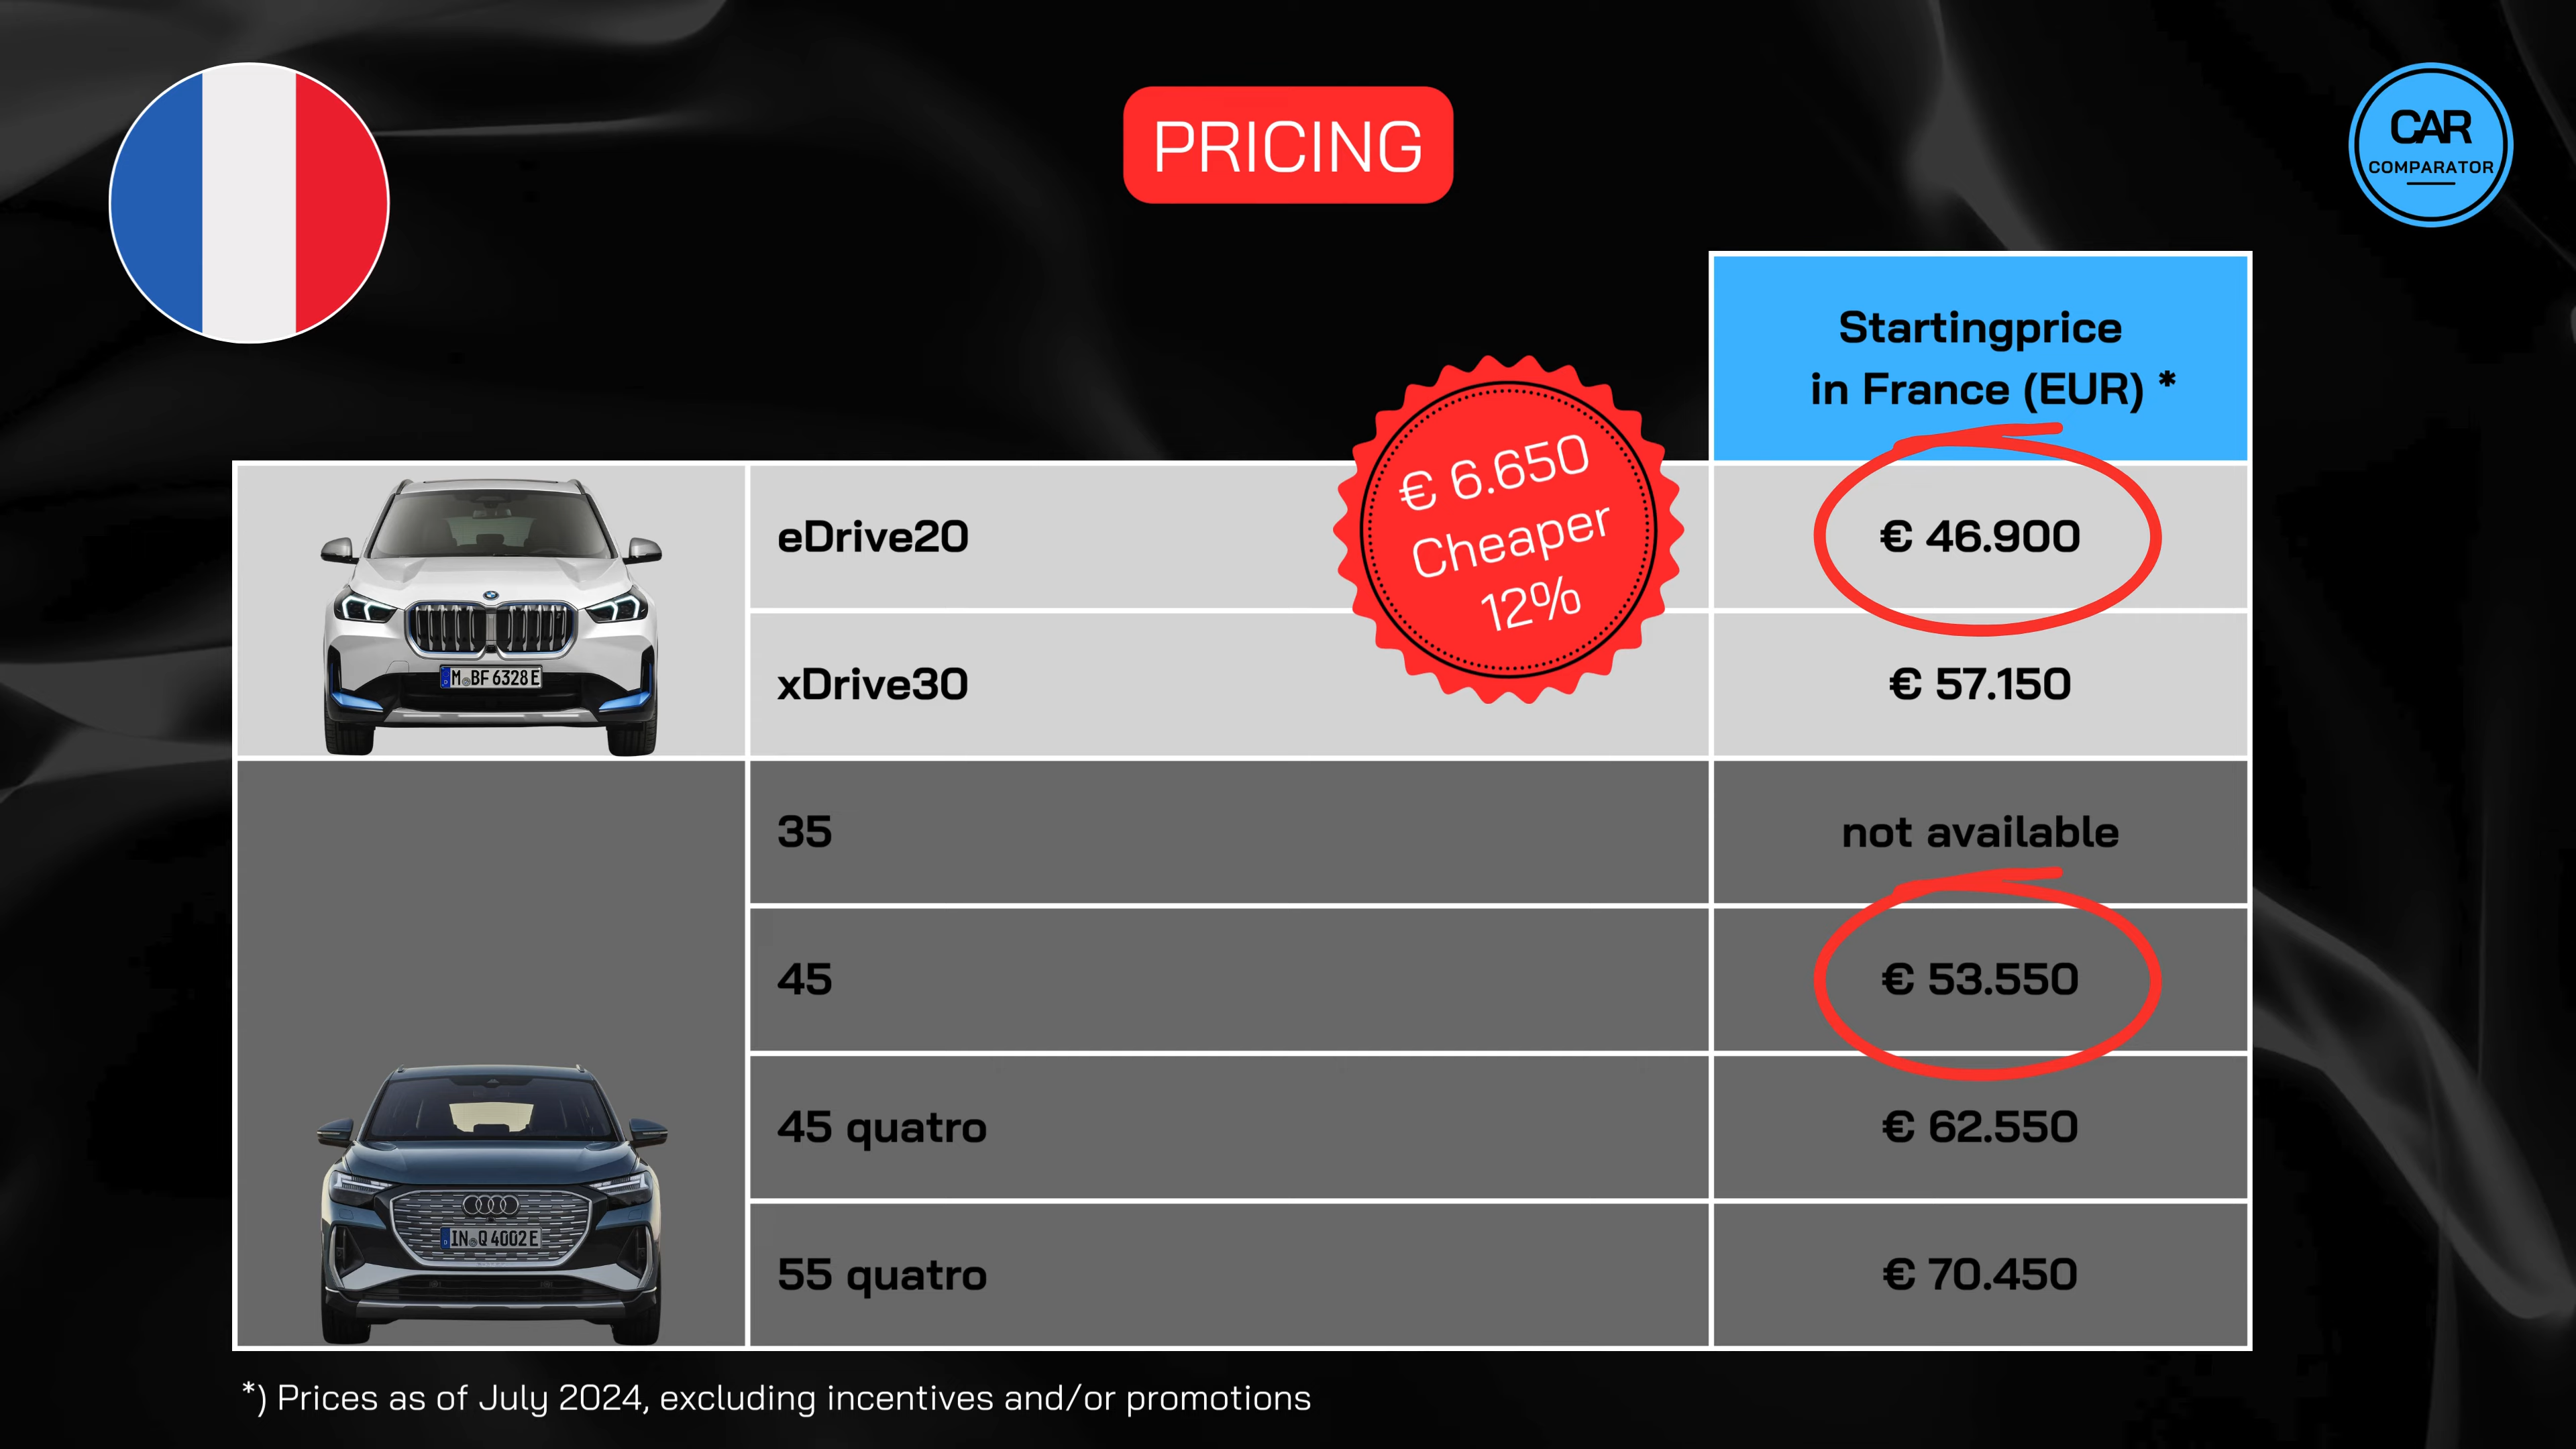 PRICING
CAR
COMPARATOR
Startingprice
in France (EUR) *
€ 6.650
Cheaper
12%
eDrive20
€ 46.900
xDrive30
€ 57.150
M BF 6328 E
35
not available
45
€ 53.550
45 quatro
€ 62.550
55 quatro
€ 70.450
IN Q 4002 E
*) Prices as of July 2024, excluding incentives and/or promotions